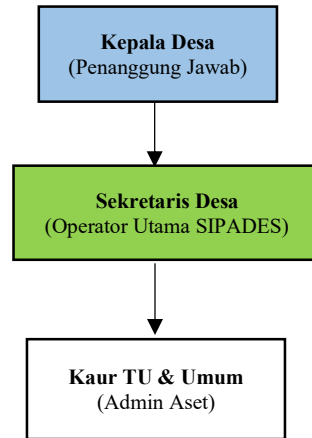 Kepala Desa
(Penanggung Jawab)
Sekretaris Desa
(Operator Utama SIPADES)
Kaur TU & Umum
(Admin Aset)